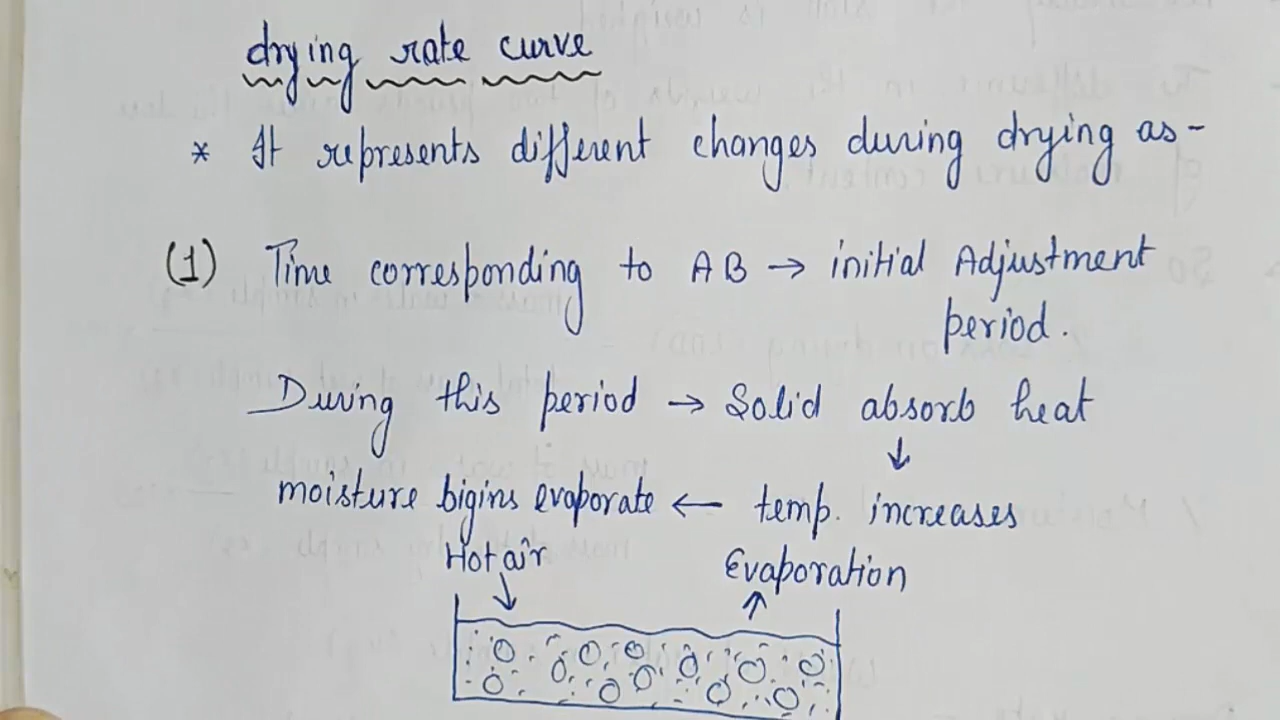 drying rate curve
* It represents different changes during drying as-
(1) Time corresponding to AB → initial Adjustment
period.
During this period → Solid absorb heat
↓
moisture bigins evaporate ← temp. increases
Hot air Evaporation